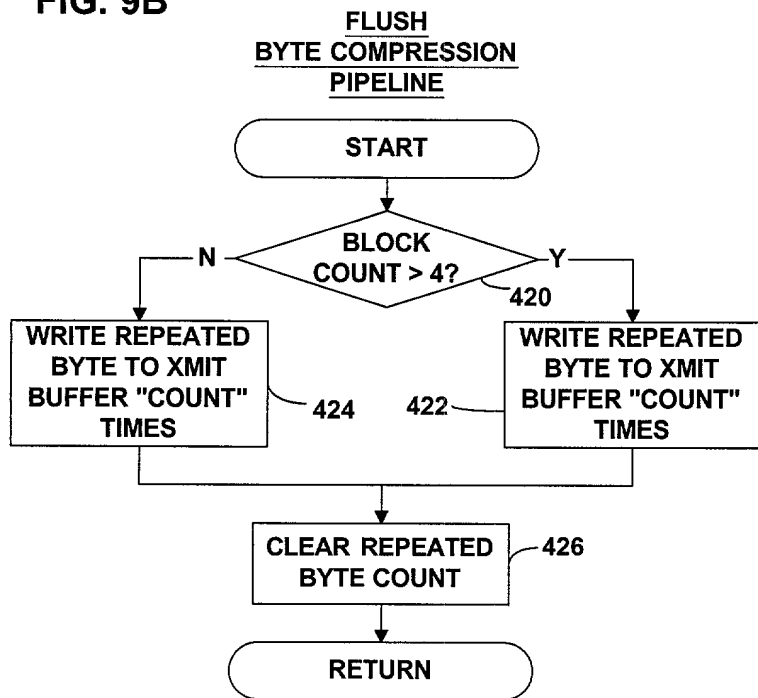 FIG. 9B
FLUSH
BYTE COMPRESSION
PIPELINE
START
BLOCK
COUNT > 4?
N
Y
420
WRITE REPEATED
BYTE TO XMIT
BUFFER "COUNT"
TIMES
424
422
WRITE REPEATED
BYTE TO XMIT
BUFFER "COUNT"
TIMES
CLEAR REPEATED
BYTE COUNT
426
RETURN